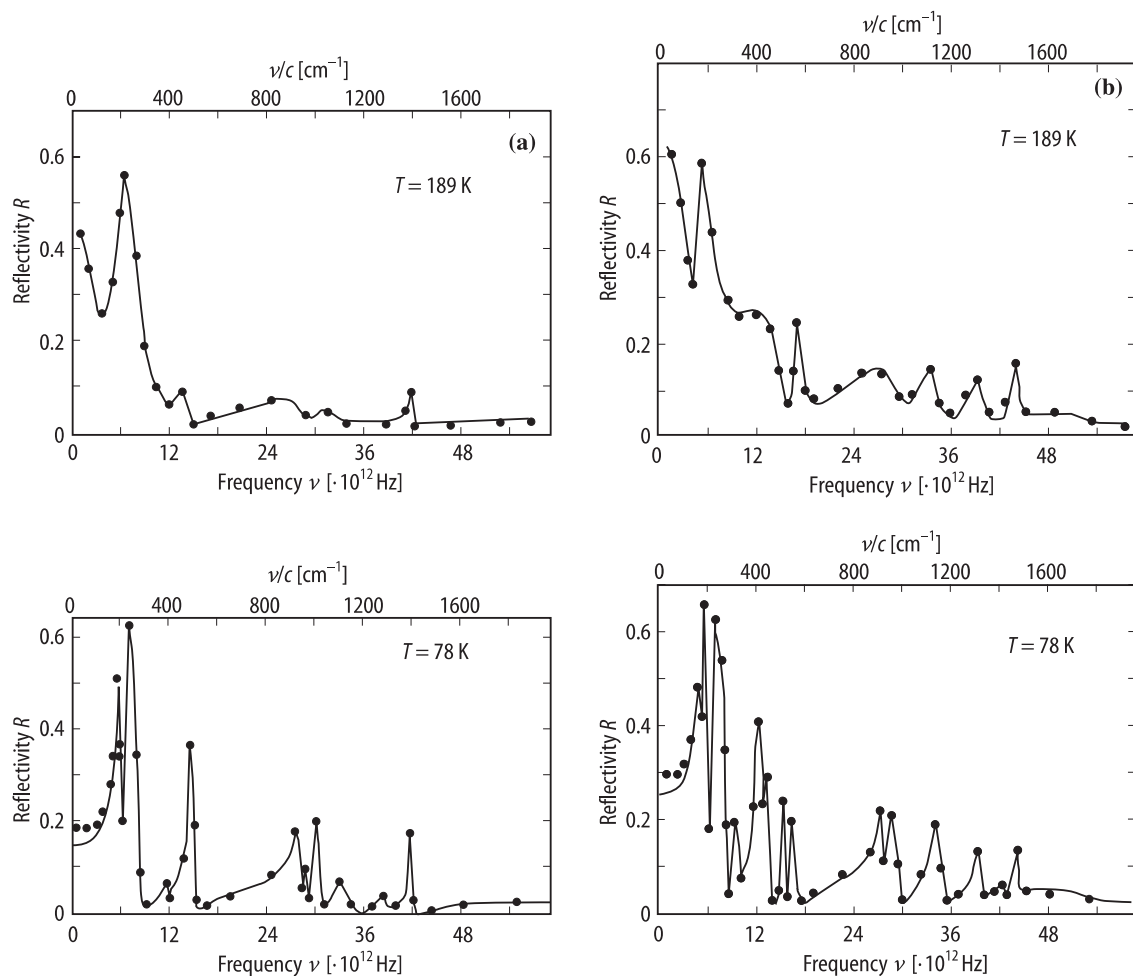 ν/c [cm⁻¹]
0 400 800 1200 1600
(a)
T = 189 K
Reflectivity R
0.6
0.4
0.2
0
0 12 24 36 48
Frequency ν [·10¹² Hz]
ν/c [cm⁻¹]
0 400 800 1200 1600
(b)
T = 189 K
Reflectivity R
0.6
0.4
0.2
0
0 12 24 36 48
Frequency ν [·10¹² Hz]
ν/c [cm⁻¹]
0 400 800 1200 1600
T = 78 K
Reflectivity R
0.6
0.4
0.2
0
0 12 24 36 48
Frequency ν [·10¹² Hz]
ν/c [cm⁻¹]
0 400 800 1200 1600
T = 78 K
Reflectivity R
0.6
0.4
0.2
0
0 12 24 36 48
Frequency ν [·10¹² Hz]